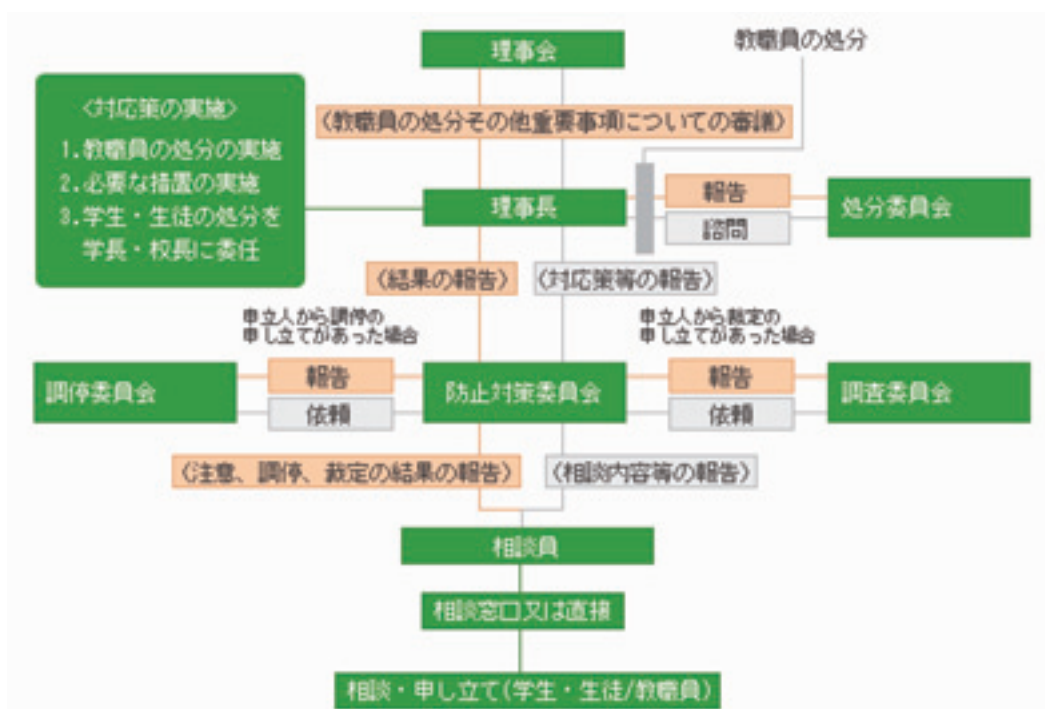 理事会
教職員の処分
〈対応策の実施〉
1.教職員の処分の実施
2.必要な措置の実施
3.学生・生徒の処分を
学長・校長に委任
〈教職員の処分その他重要事項についての審議〉
理事長
報告
諮問
処分委員会
〈結果の報告〉
〈対応策等の報告〉
申立人から調停の
申し立てがあった場合
申立人から裁定の
申し立てがあった場合
調停委員会
報告
依頼
防止対策委員会
報告
依頼
調査委員会
〈注意、調停、裁定の結果の報告〉
〈相談内容等の報告〉
相談員
相談窓口又は直接
相談・申し立て(学生・生徒/教職員)